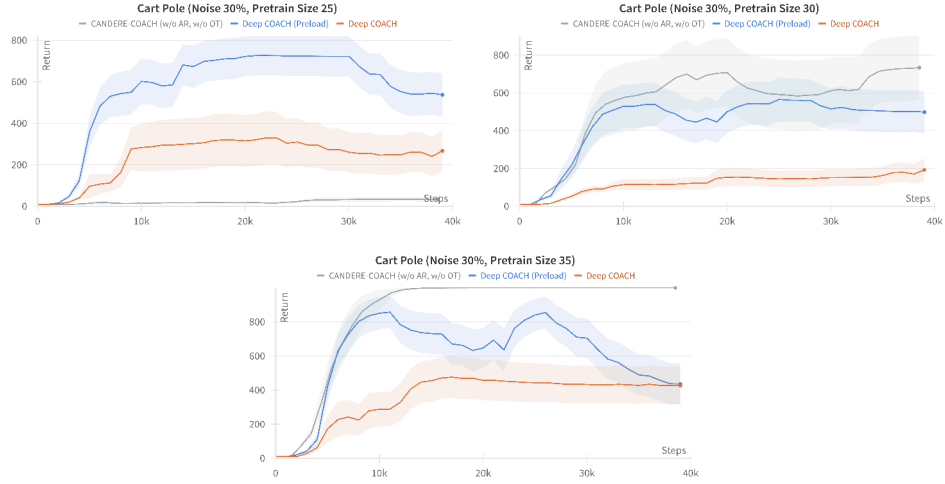 Cart Pole (Noise 30%, Pretrain Size 25)
CANDERE COACH (w/o AR, w/o OT) Deep COACH (Preload) Deep COACH
Return
800
600
400
200
0
Steps
0 10k 20k 30k 40k
Cart Pole (Noise 30%, Pretrain Size 30)
CANDERE COACH (w/o AR, w/o OT) Deep COACH (Preload) Deep COACH
Return
800
600
400
200
0
Steps
0 10k 20k 30k 40k
Cart Pole (Noise 30%, Pretrain Size 35)
CANDERE COACH (w/o AR, w/o OT) Deep COACH (Preload) Deep COACH
Return
800
600
400
200
0
Steps
0 10k 20k 30k 40k